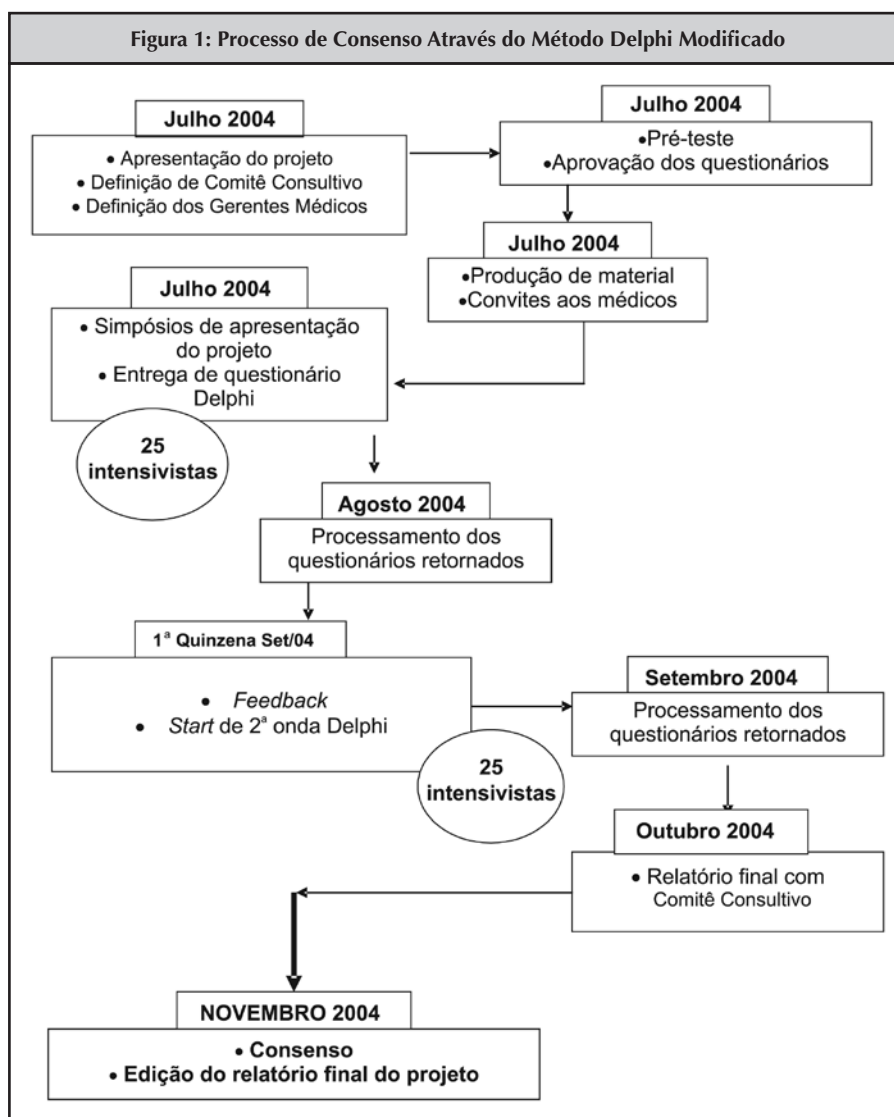 Figura 1: Processo de Consenso Através do Método Delphi Modificado
Julho 2004
• Apresentação do projeto
• Definição de Comitê Consultivo
• Definição dos Gerentes Médicos
Julho 2004
•Pré-teste
•Aprovação dos questionários
Julho 2004
•Produção de material
•Convites aos médicos
Julho 2004
• Simpósios de apresentação
do projeto
• Entrega de questionário
Delphi
25
intensivistas
Agosto 2004
Processamento dos
questionários retornados
1ª Quinzena Set/04
• Feedback
• Start de 2ª onda Delphi
25
intensivistas
Setembro 2004
Processamento dos
questionários retornados
Outubro 2004
• Relatório final com
Comitê Consultivo
NOVEMBRO 2004
• Consenso
• Edição do relatório final do projeto